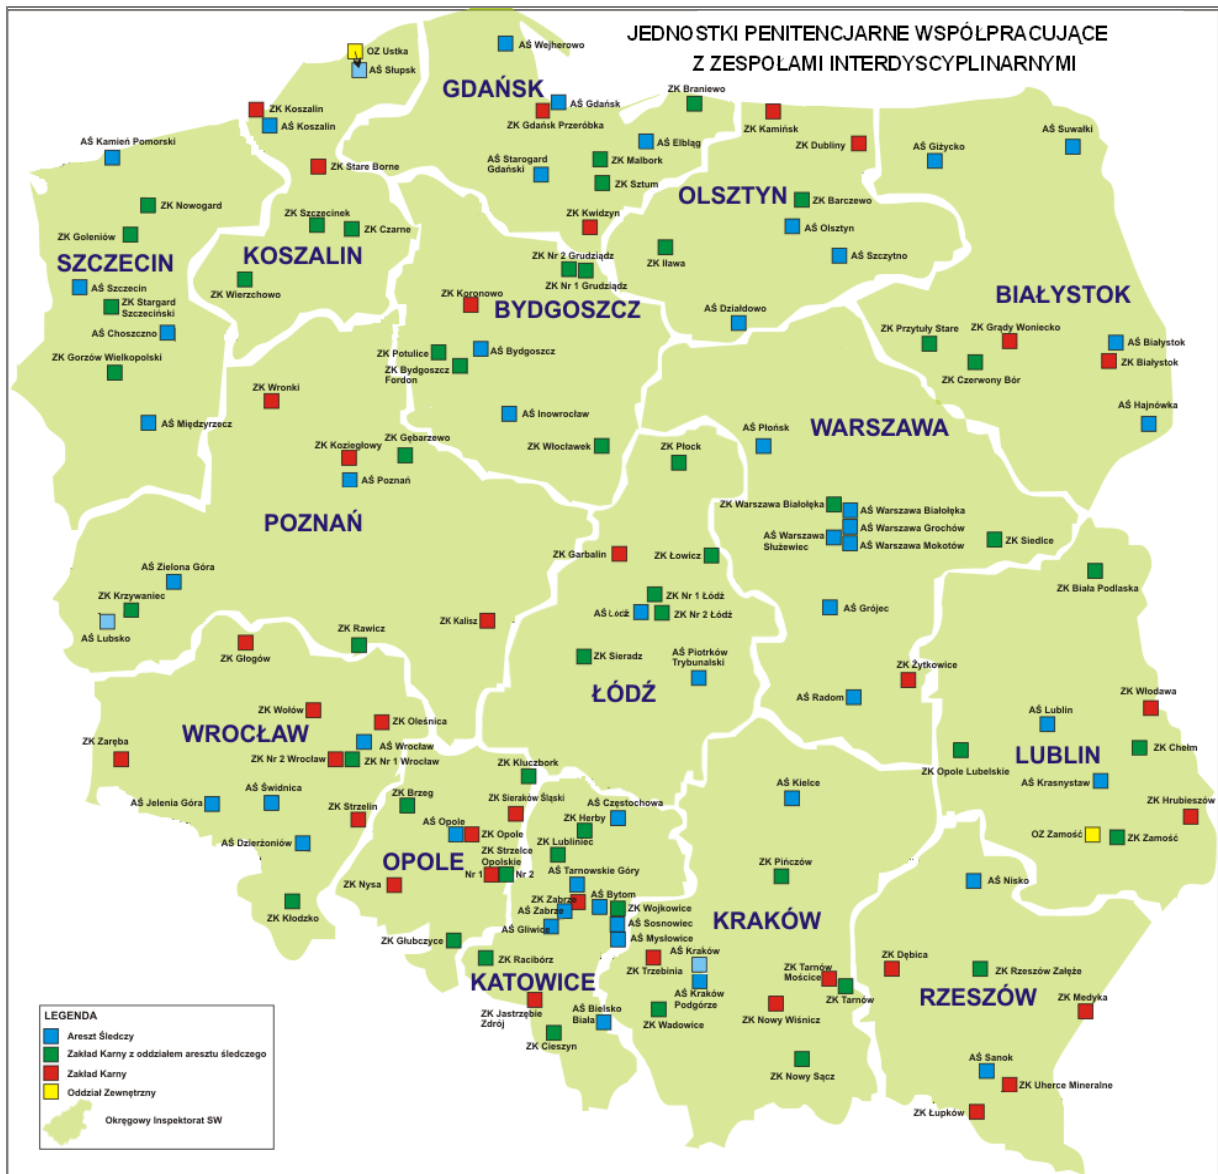 JEDNOSTKI PENITENCJARNE WSPÓŁPRACUJĄCE
Z ZESPOŁAMI INTERDYSCYPLINARNYMI
OZ Ustka
AŚ Słupsk
AŚ Wejherowo
GDAŃSK
ZK Koszalin
AŚ Koszalin
AŚ Gdańsk
ZK Gdańsk Przeróbka
ZK Braniewo
ZK Kamińsk
ZK Dubliny
AŚ Suwałki
AŚ Giżycko
AŚ Kamień Pomorski
ZK Stare Borne
AŚ Elbląg
AŚ Starogard
Gdański
ZK Malbork
ZK Sztum
OLSZTYN
ZK Barczewo
ZK Nowogard
ZK Goleniów
ZK Szczecinek
ZK Czarne
ZK Kwidzyn
AŚ Olsztyn
AŚ Szczytno
ZK Iława
SZCZECIN
KOSZALIN
ZK Nr 2 Grudziądz
ZK Nr 1 Grudziądz
ZK Wierzchowo
AŚ Szczecin
ZK Stargard
Szczeciński
AŚ Choszczno
ZK Koronowo
BYDGOSZCZ
AŚ Działdowo
BIAŁYSTOK
ZK Przytuły Stare
ZK Grądy Woniecko
AŚ Białystok
ZK Białystok
ZK Czerwony Bór
ZK Gorzów Wielkopolski
ZK Potulice
AŚ Bydgoszcz
ZK Bydgoszcz
Fordon
ZK Wronki
AŚ Hajnówka
AŚ Międzyrzecz
AŚ Inowrocław
WARSZAWA
AŚ Płońsk
ZK Koziegłowy
ZK Gębarzewo
ZK Włocławek
ZK Płock
AŚ Poznań
POZNAŃ
ZK Warszawa Białołęka
AŚ Warszawa Białołęka
AŚ Warszawa Grochów
AŚ Warszawa
Służewiec
AŚ Warszawa Mokotów
ZK Siedlce
ZK Garbalin
ZK Łowicz
ZK Biała Podlaska
AŚ Zielona Góra
ZK Krzywaniec
AŚ Lubsko
ZK Nr 1 Łódź
AŚ Łódź
ZK Nr 2 Łódź
AŚ Grójec
ZK Kalisz
ZK Głogów
ZK Rawicz
ZK Sieradz
AŚ Piotrków
Trybunalski
ŁÓDŹ
ZK Żytkowice
AŚ Radom
ZK Włodawa
AŚ Lublin
ZK Wołów
ZK Oleśnica
WROCŁAW
AŚ Wrocław
ZK Zaręba
ZK Nr 2 Wrocław
ZK Nr 1 Wrocław
LUBLIN
ZK Chełm
ZK Opole Lubelskie
AŚ Krasnystaw
ZK Kluczbork
AŚ Kielce
AŚ Jelenia Góra
AŚ Świdnica
ZK Strzelin
ZK Brzeg
ZK Sieraków Śląski
AŚ Częstochowa
ZK Herby
ZK Hrubieszów
AŚ Opole
ZK Opole
OZ Zamość
ZK Zamość
AŚ Dzierżoniów
ZK Lubliniec
OPOLE
ZK Strzelce
Opolskie
Nr 1
Nr 2
ZK Pińczów
AŚ Tarnowskie Góry
ZK Nysa
ZK Zabrze
AŚ Zabrze
AŚ Bytom
ZK Wojkowice
AŚ Nisko
ZK Kłodzko
AŚ Gliwice
AŚ Sosnowiec
AŚ Mysłowice
KRAKÓW
ZK Głubczyce
ZK Racibórz
ZK Trzebinia
AŚ Kraków
AŚ Kraków
Podgórze
ZK Tarnów
Mościce
ZK Tarnów
ZK Dębica
ZK Rzeszów Załęże
KATOWICE
RZESZÓW
ZK Medyka
ZK Jastrzębie
Zdrój
AŚ Bielsko
Biała
ZK Wadowice
ZK Nowy Wiśnicz
ZK Cieszyn
ZK Nowy Sącz
AŚ Sanok
ZK Uherce Mineralne
ZK Łupków
LEGENDA
Areszt Śledczy
Zakład Karny z oddziałem aresztu śledczego
Zakład Karny
Oddział Zewnętrzny
Okręgowy Inspektorat SW